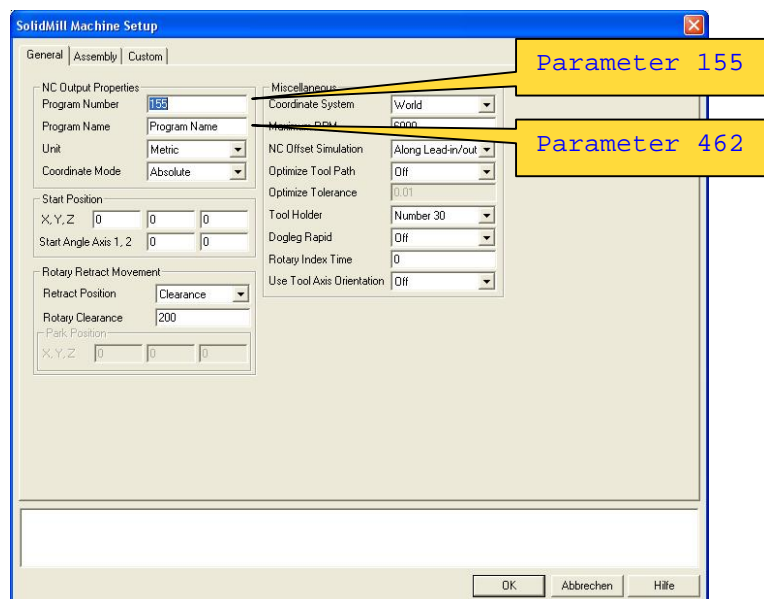 SolidMill Machine Setup
General Assembly Custom
Parameter 155
NC Output Properties
Program Number 155
Program Name Program Name
Unit Metric
Coordinate Mode Absolute
Start Position
X, Y, Z 0 0 0
Start Angle Axis 1, 2 0 0
Rotary Retract Movement
Retract Position Clearance
Rotary Clearance 200
Park Position
X, Y, Z 0 0 0
Miscellaneous
Coordinate System World
Maximum RPM 6000
Parameter 462
NC Offset Simulation Along Lead-in/out
Optimize Tool Path Off
Optimize Tolerance 0.01
Tool Holder Number 30
Dogleg Rapid Off
Rotary Index Time 0
Use Tool Axis Orientation Off
OK Abbrechen Hilfe